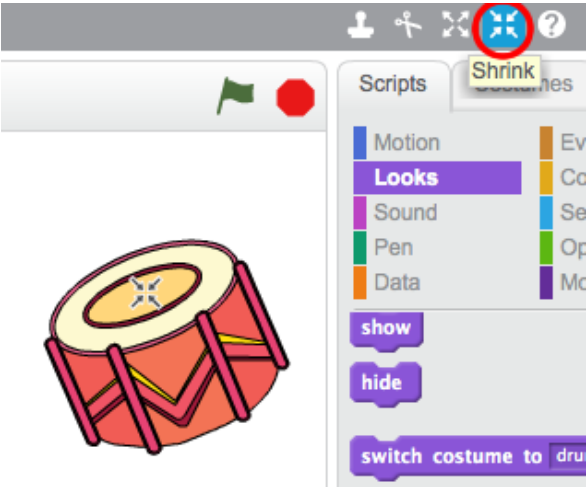 Shrink
Scripts
Motion
Looks
Sound
Pen
Data
show
hide
switch costume to